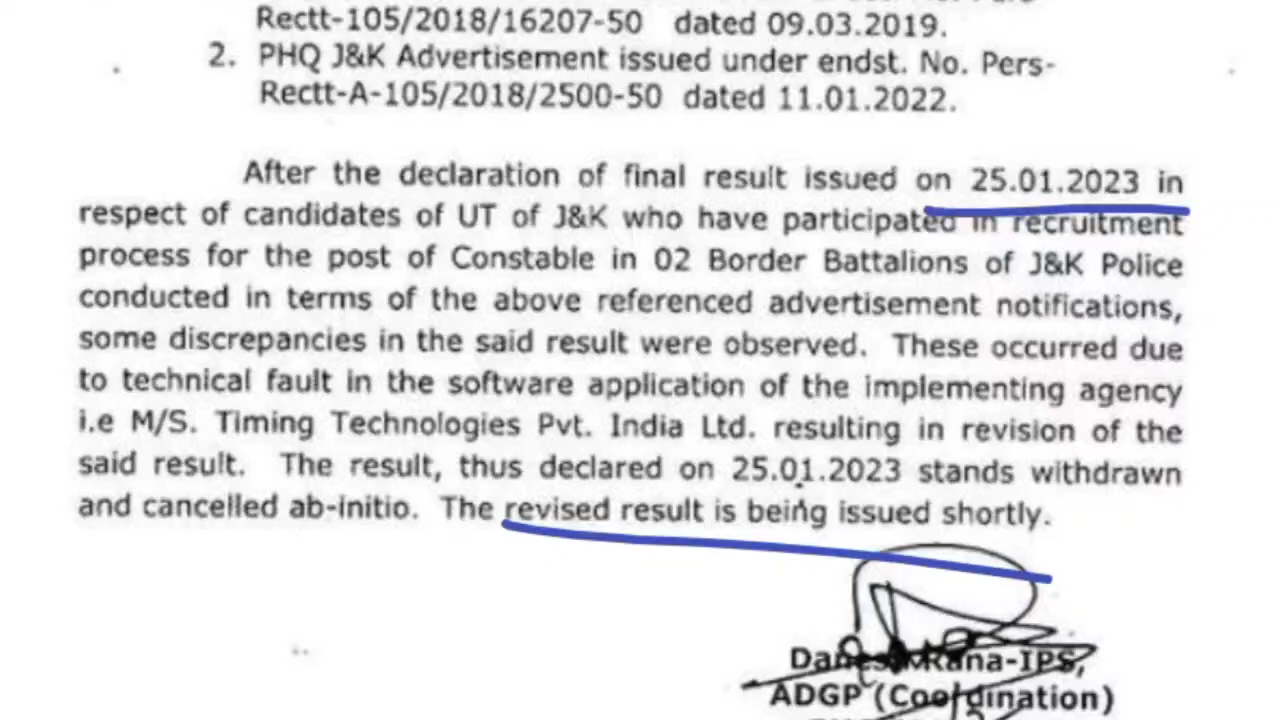 Rectt-105/2018/16207-50 dated 09.03.2019.
2. PHQ J&K Advertisement issued under endst. No. Pers-
Rectt-A-105/2018/2500-50 dated 11.01.2022.
After the declaration of final result issued on 25.01.2023 in
respect of candidates of UT of J&K who have participated in recruitment
process for the post of Constable in 02 Border Battalions of J&K Police
conducted in terms of the above referenced advertisement notifications,
some discrepancies in the said result were observed. These occurred due
to technical fault in the software application of the implementing agency
i.e M/S. Timing Technologies Pvt. India Ltd. resulting in revision of the
said result. The result, thus declared on 25.01.2023 stands withdrawn
and cancelled ab-initio. The revised result is being issued shortly.
Danesh Rana-IPS,
ADGP (Coordination)